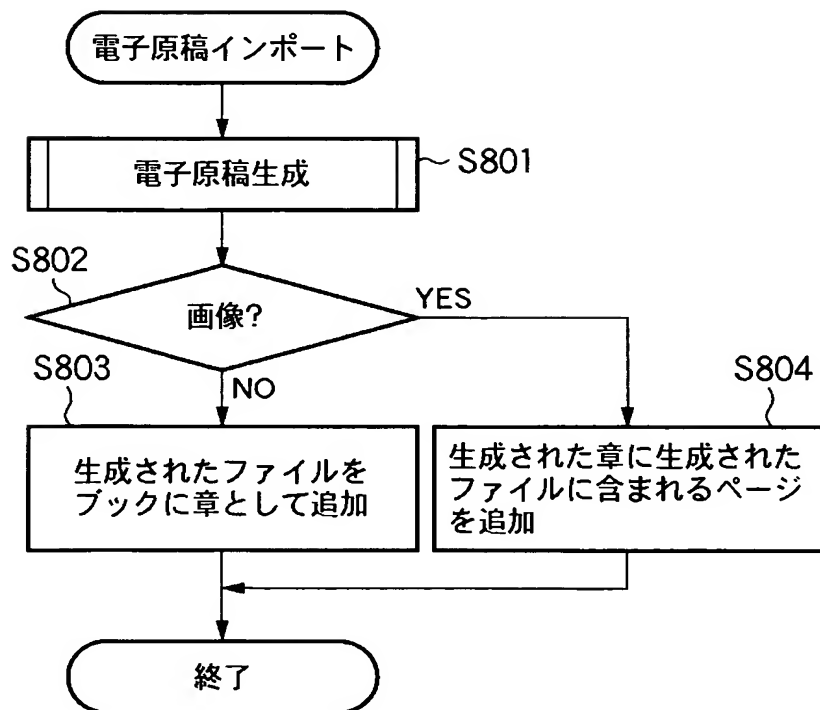 電子原稿インポート
電子原稿生成
S801
S802
画像?
YES
S803
NO
S804
生成されたファイルを
ブックに章として追加
生成された章に生成された
ファイルに含まれるページ
を追加
終了